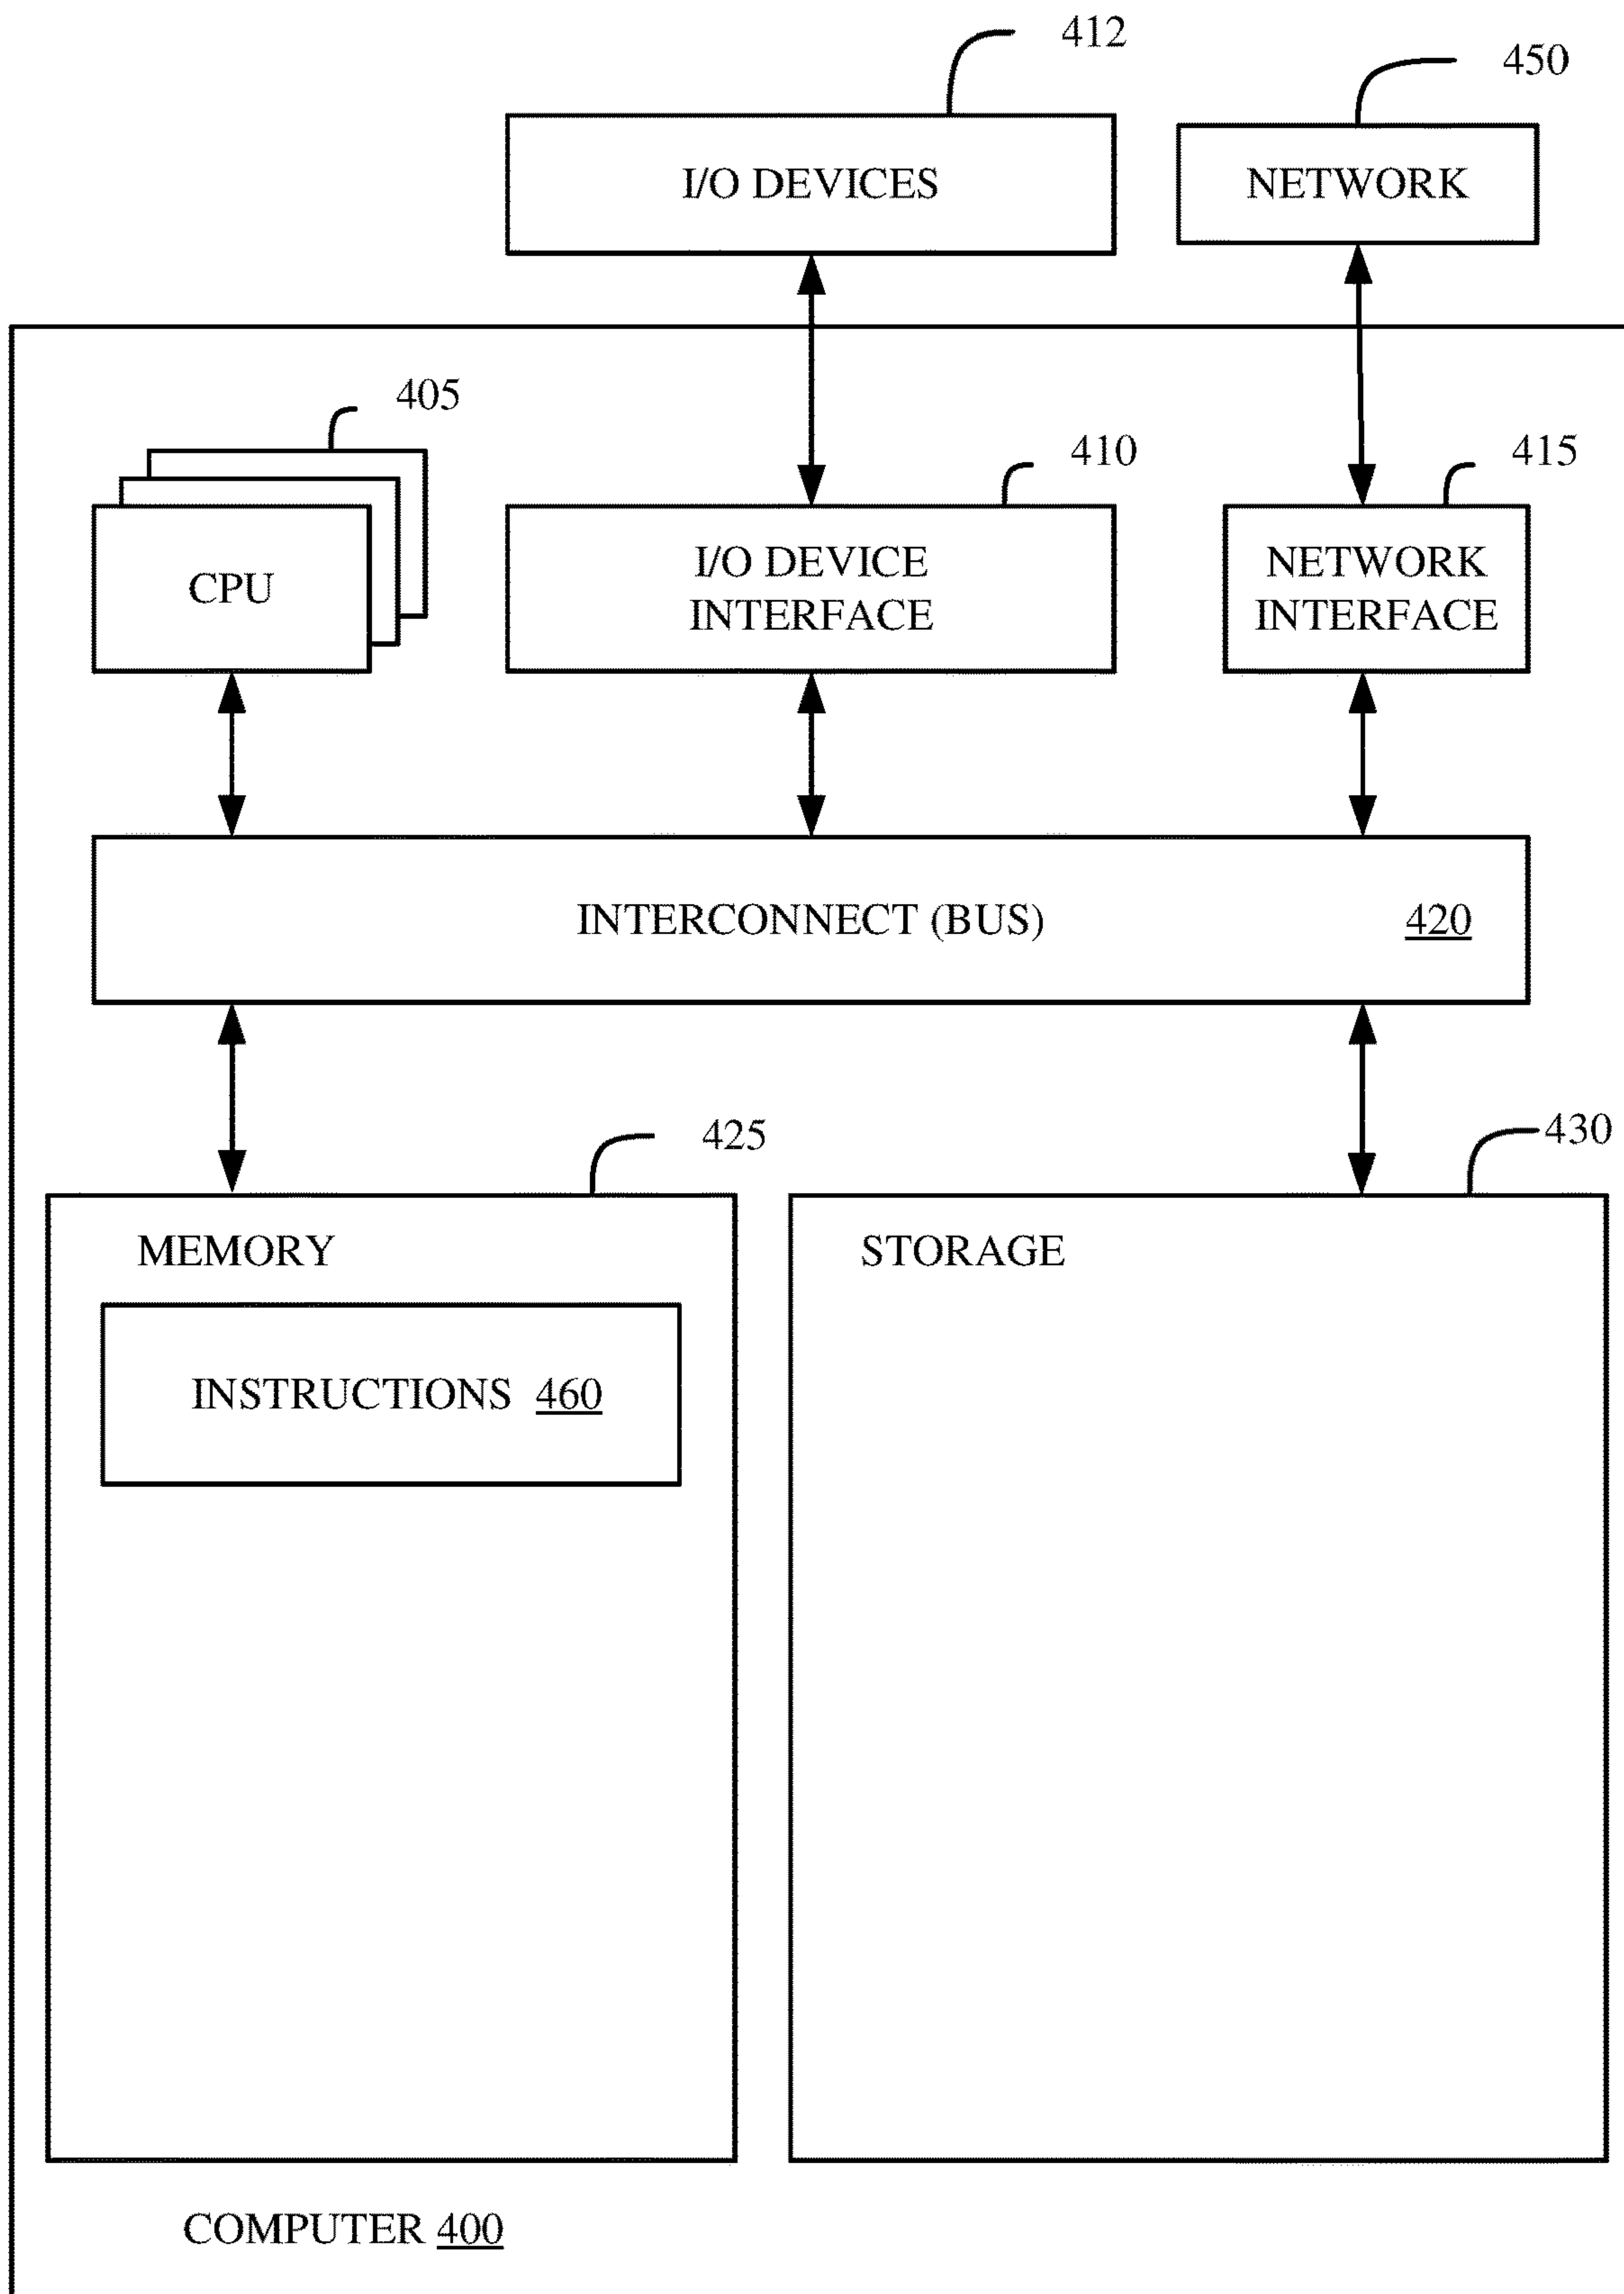 412
450
I/O DEVICES
NETWORK
405
410
415
CPU
I/O DEVICE
INTERFACE
NETWORK
INTERFACE
INTERCONNECT (BUS) 420
425
430
MEMORY
STORAGE
INSTRUCTIONS 460
COMPUTER 400